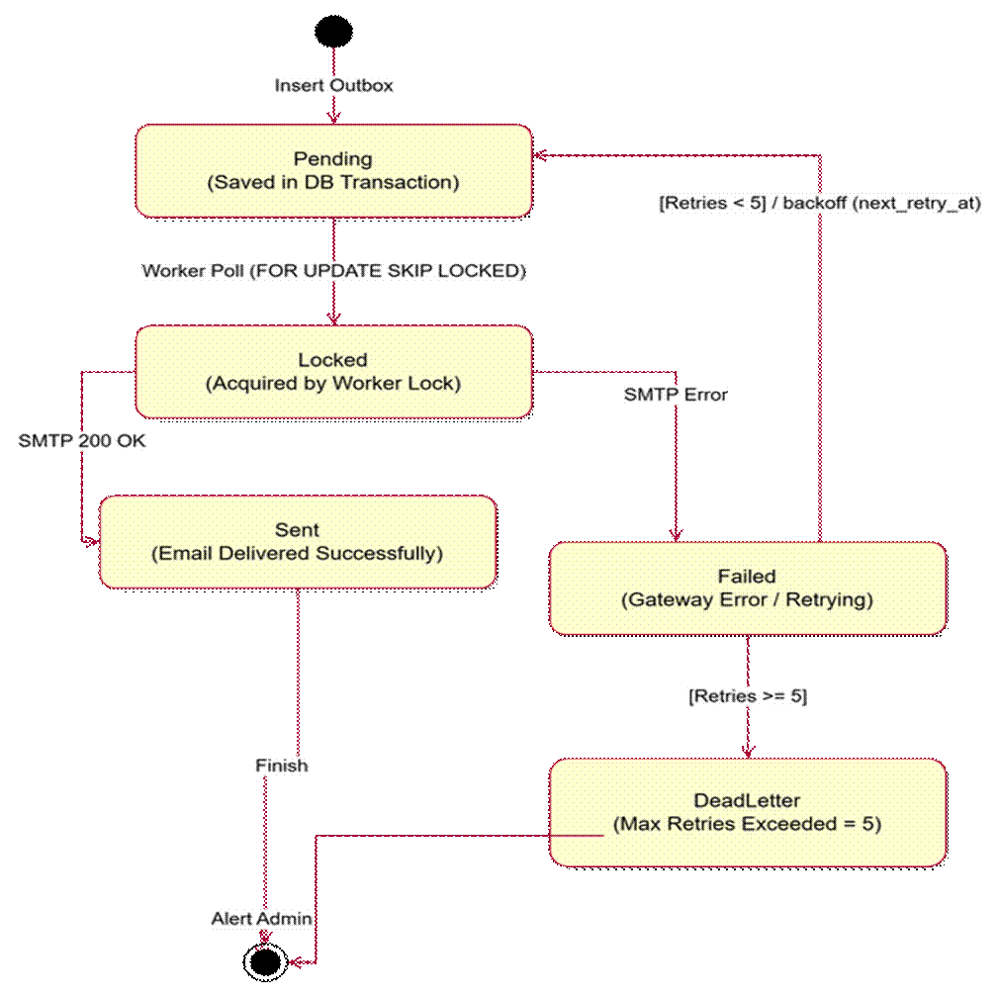 Insert Outbox
Pending
(Saved in DB Transaction)
[Retries < 5] / backoff (next_retry_at)
Worker Poll (FOR UPDATE SKIP LOCKED)
Locked
(Acquired by Worker Lock)
SMTP Error
SMTP 200 OK
Sent
(Email Delivered Successfully)
Failed
(Gateway Error / Retrying)
[Retries >= 5]
Finish
DeadLetter
(Max Retries Exceeded = 5)
Alert Admin